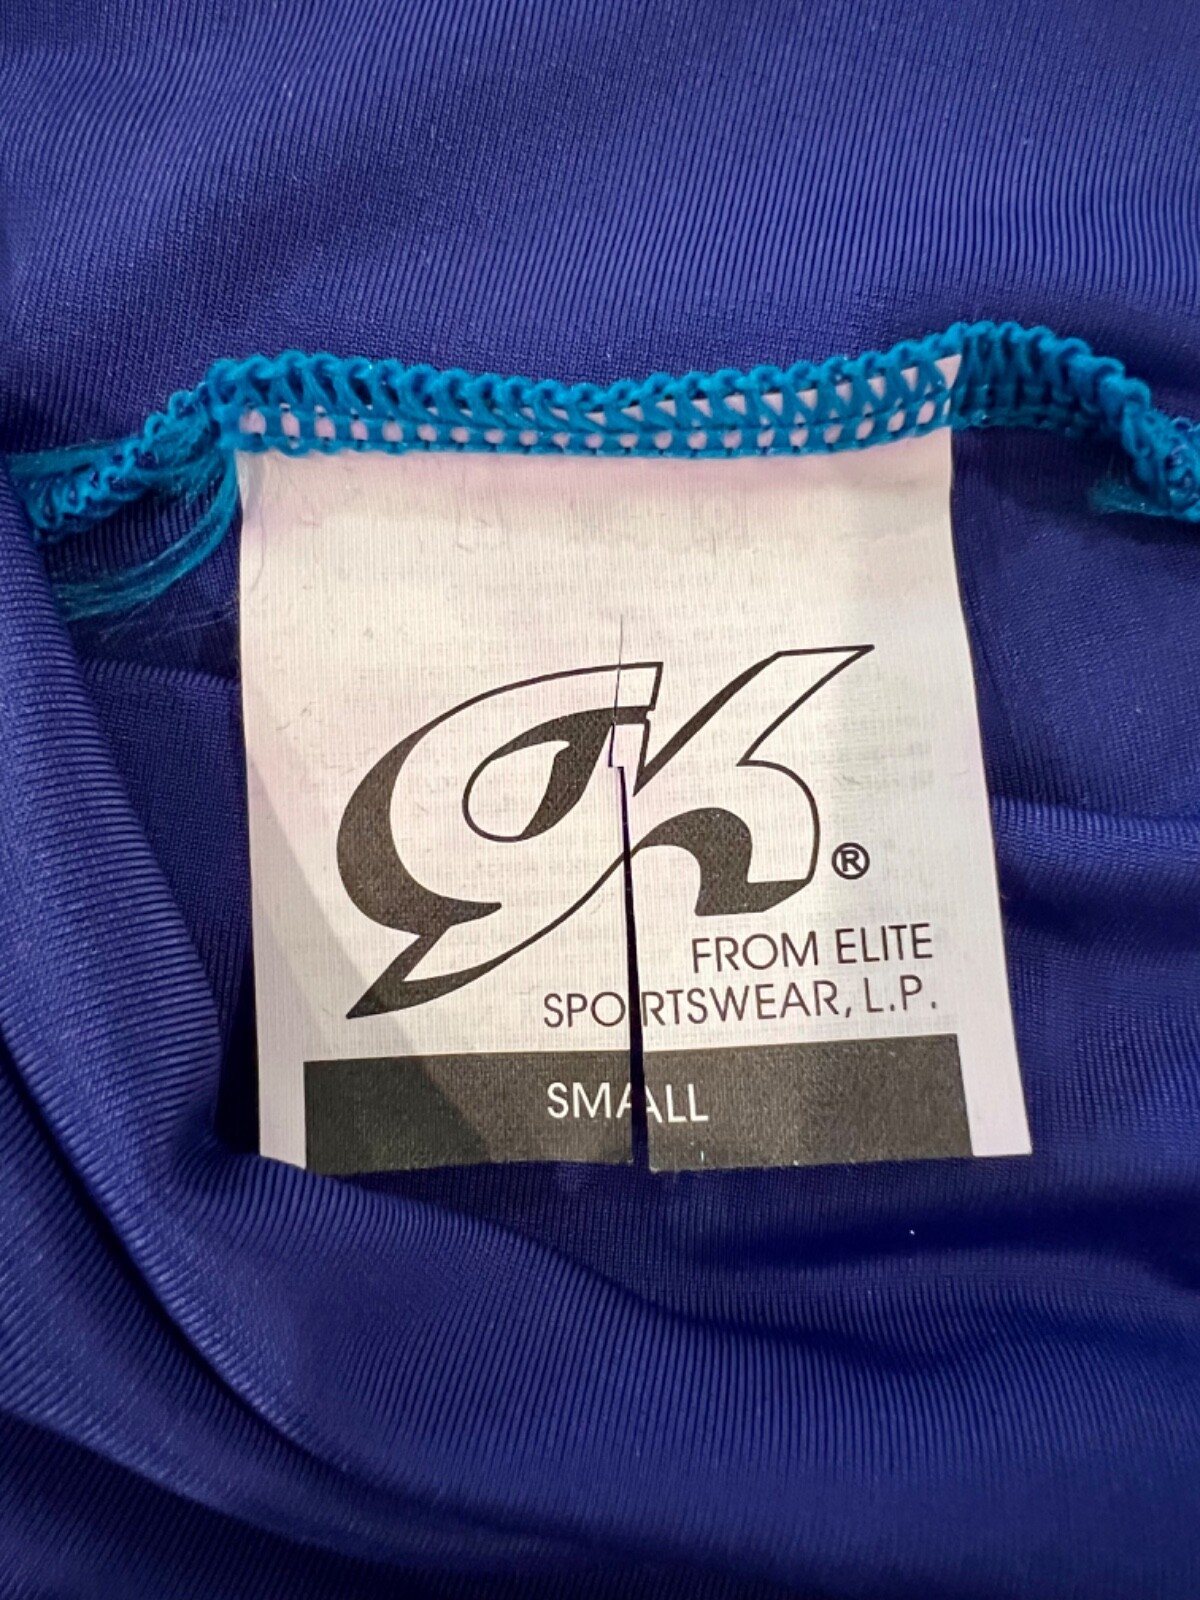 GK®
FROM ELITE
SPORTSWEAR, L.P.
SMALL